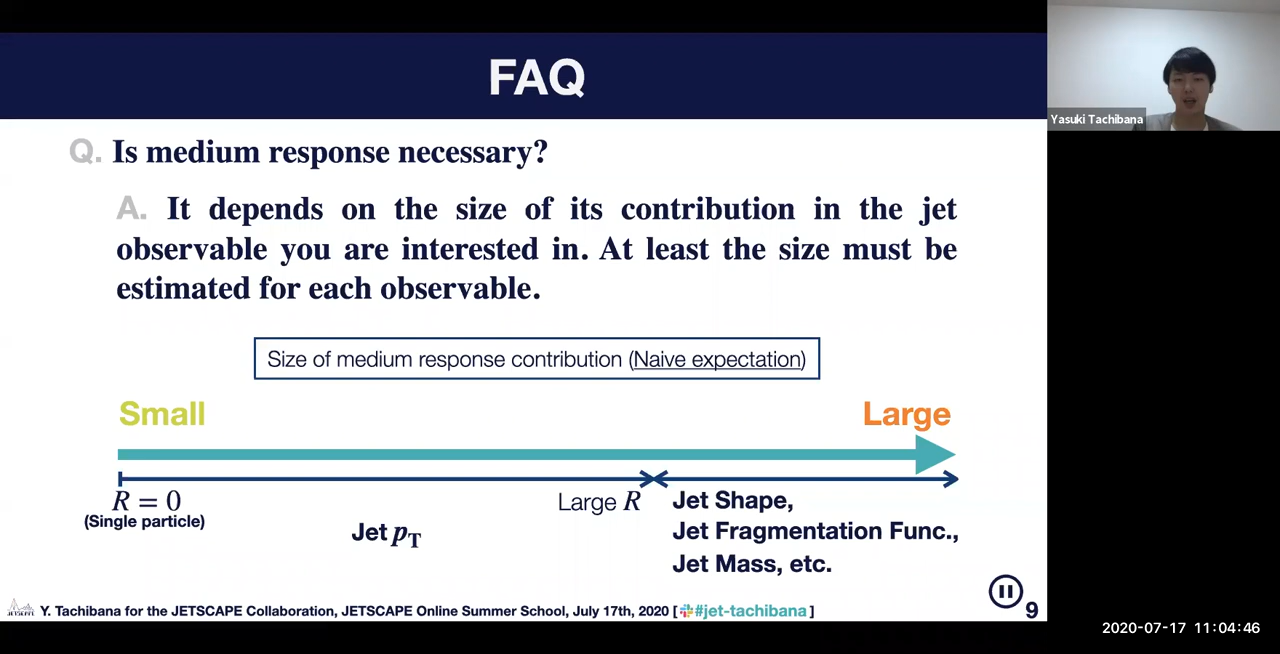 FAQ
Yasuki Tachibana
Q. Is medium response necessary?
A. It depends on the size of its contribution in the jet
observable you are interested in. At least the size must be
estimated for each observable.
Size of medium response contribution (Naive expectation)
Small
Large
R = 0
(Single particle)
Jet pT
Large R
Jet Shape,
Jet Fragmentation Func.,
Jet Mass, etc.
JETSCAPE
Y. Tachibana for the JETSCAPE Collaboration, JETSCAPE Online Summer School, July 17th, 2020 [#jet-tachibana]
9
2020-07-17 11:04:46